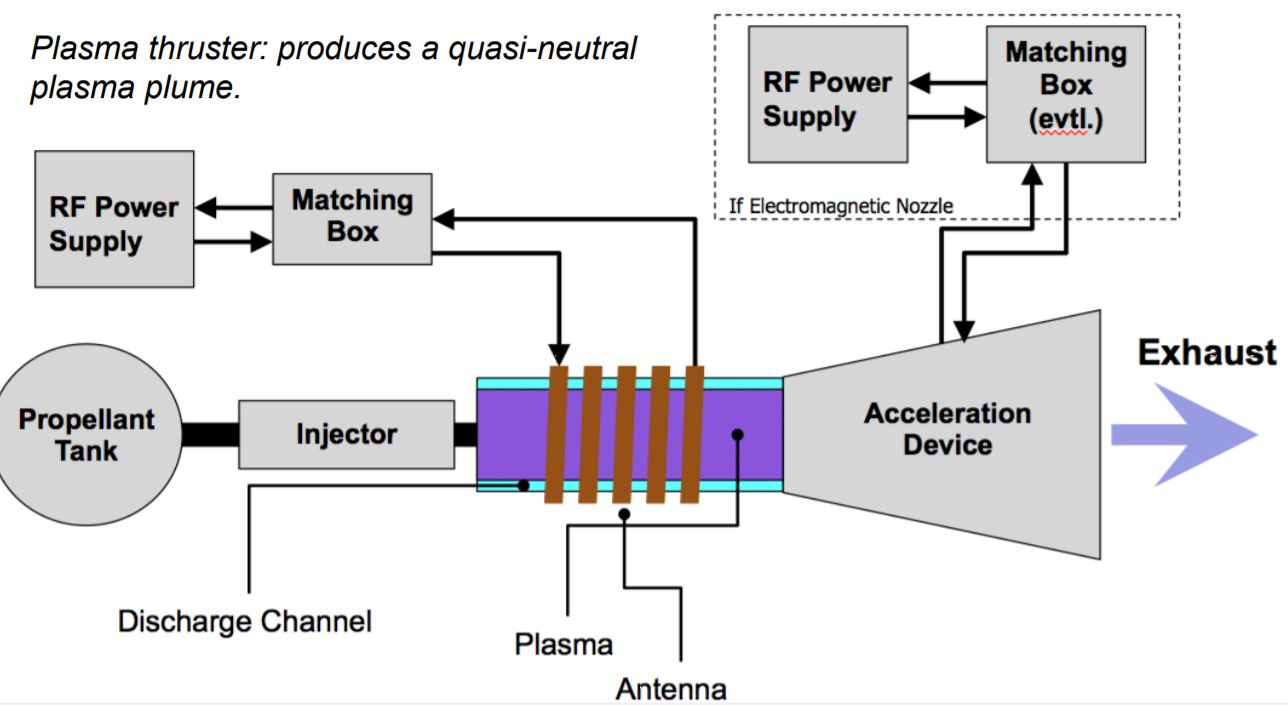 Plasma thruster: produces a quasi-neutral
plasma plume.
RF Power
Supply
Matching
Box
(evtl.)
If Electromagnetic Nozzle
RF Power
Supply
Matching
Box
Propellant
Tank
Injector
Acceleration
Device
Exhaust
Discharge Channel
Plasma
Antenna